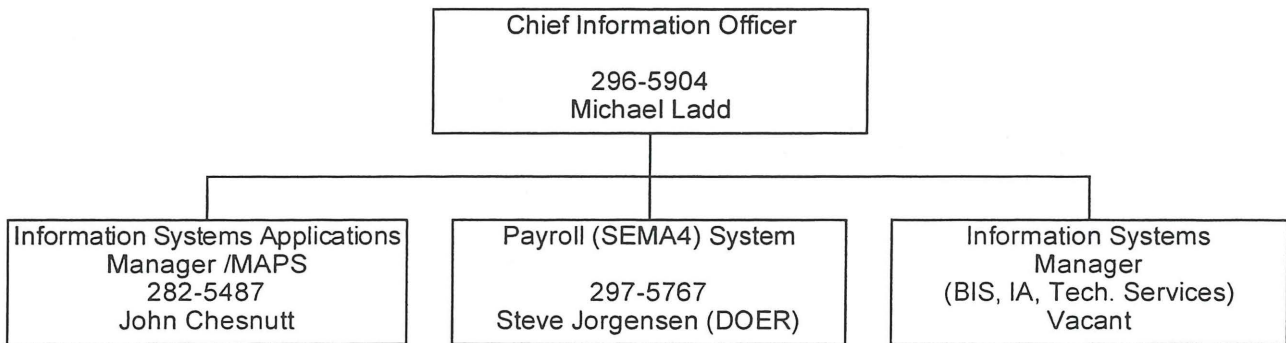 Chief Information Officer
296-5904
Michael Ladd
Information Systems Applications
Manager /MAPS
282-5487
John Chesnutt
Payroll (SEMA4) System
297-5767
Steve Jorgensen (DOER)
Information Systems
Manager
(BIS, IA, Tech. Services)
Vacant